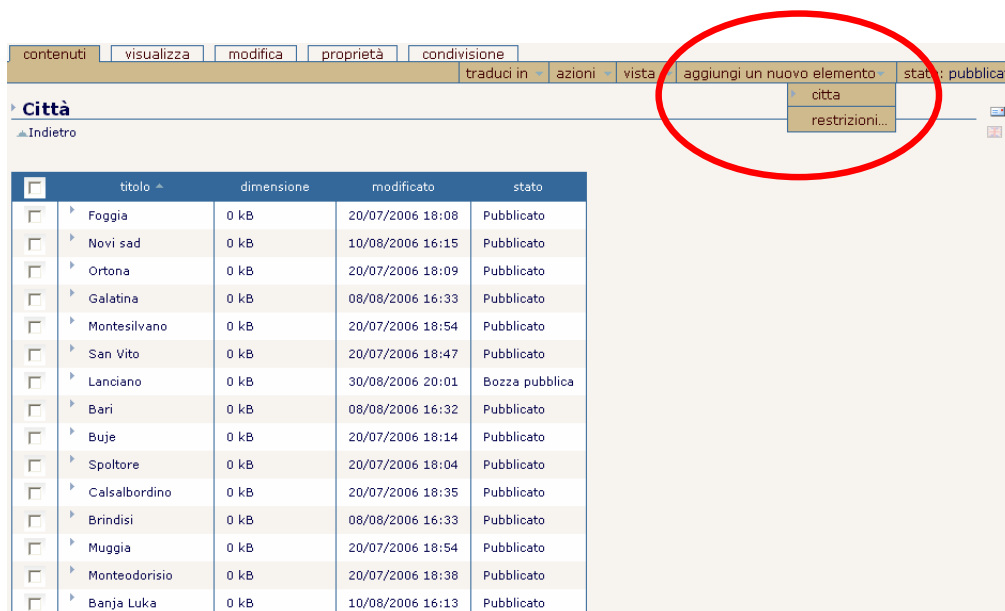 contenuti visualizza modifica proprietà condivisione
traduci in azioni vista aggiungi un nuovo elemento stato: pubblicat
citta
restrizioni...
Città
Indietro
titolo dimensione modificato stato
Foggia 0 kB 20/07/2006 18:08 Pubblicato
Novi sad 0 kB 10/08/2006 16:15 Pubblicato
Ortona 0 kB 20/07/2006 18:09 Pubblicato
Galatina 0 kB 08/08/2006 16:33 Pubblicato
Montesilvano 0 kB 20/07/2006 18:54 Pubblicato
San Vito 0 kB 20/07/2006 18:47 Pubblicato
Lanciano 0 kB 30/08/2006 20:01 Bozza pubblica
Bari 0 kB 08/08/2006 16:32 Pubblicato
Buje 0 kB 20/07/2006 18:14 Pubblicato
Spoltore 0 kB 20/07/2006 18:04 Pubblicato
Calsalbordino 0 kB 20/07/2006 18:35 Pubblicato
Brindisi 0 kB 08/08/2006 16:33 Pubblicato
Muggia 0 kB 20/07/2006 18:54 Pubblicato
Monteodorisio 0 kB 20/07/2006 18:38 Pubblicato
Banja Luka 0 kB 10/08/2006 16:13 Pubblicato